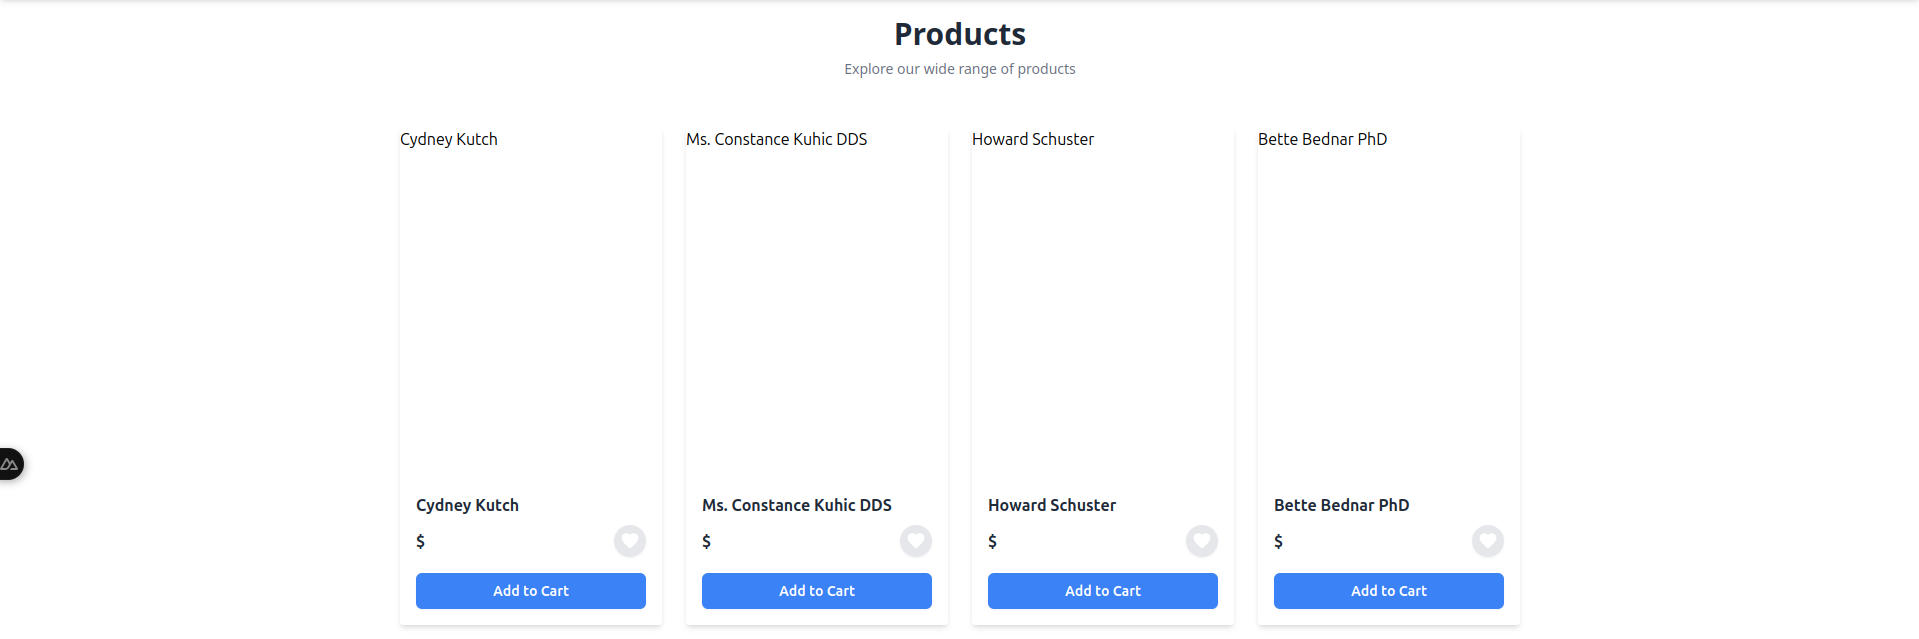 Products
Explore our wide range of products
Cydney Kutch
Ms. Constance Kuhic DDS
Howard Schuster
Bette Bednar PhD
Cydney Kutch
Ms. Constance Kuhic DDS
Howard Schuster
Bette Bednar PhD
$
$
$
$
Add to Cart
Add to Cart
Add to Cart
Add to Cart